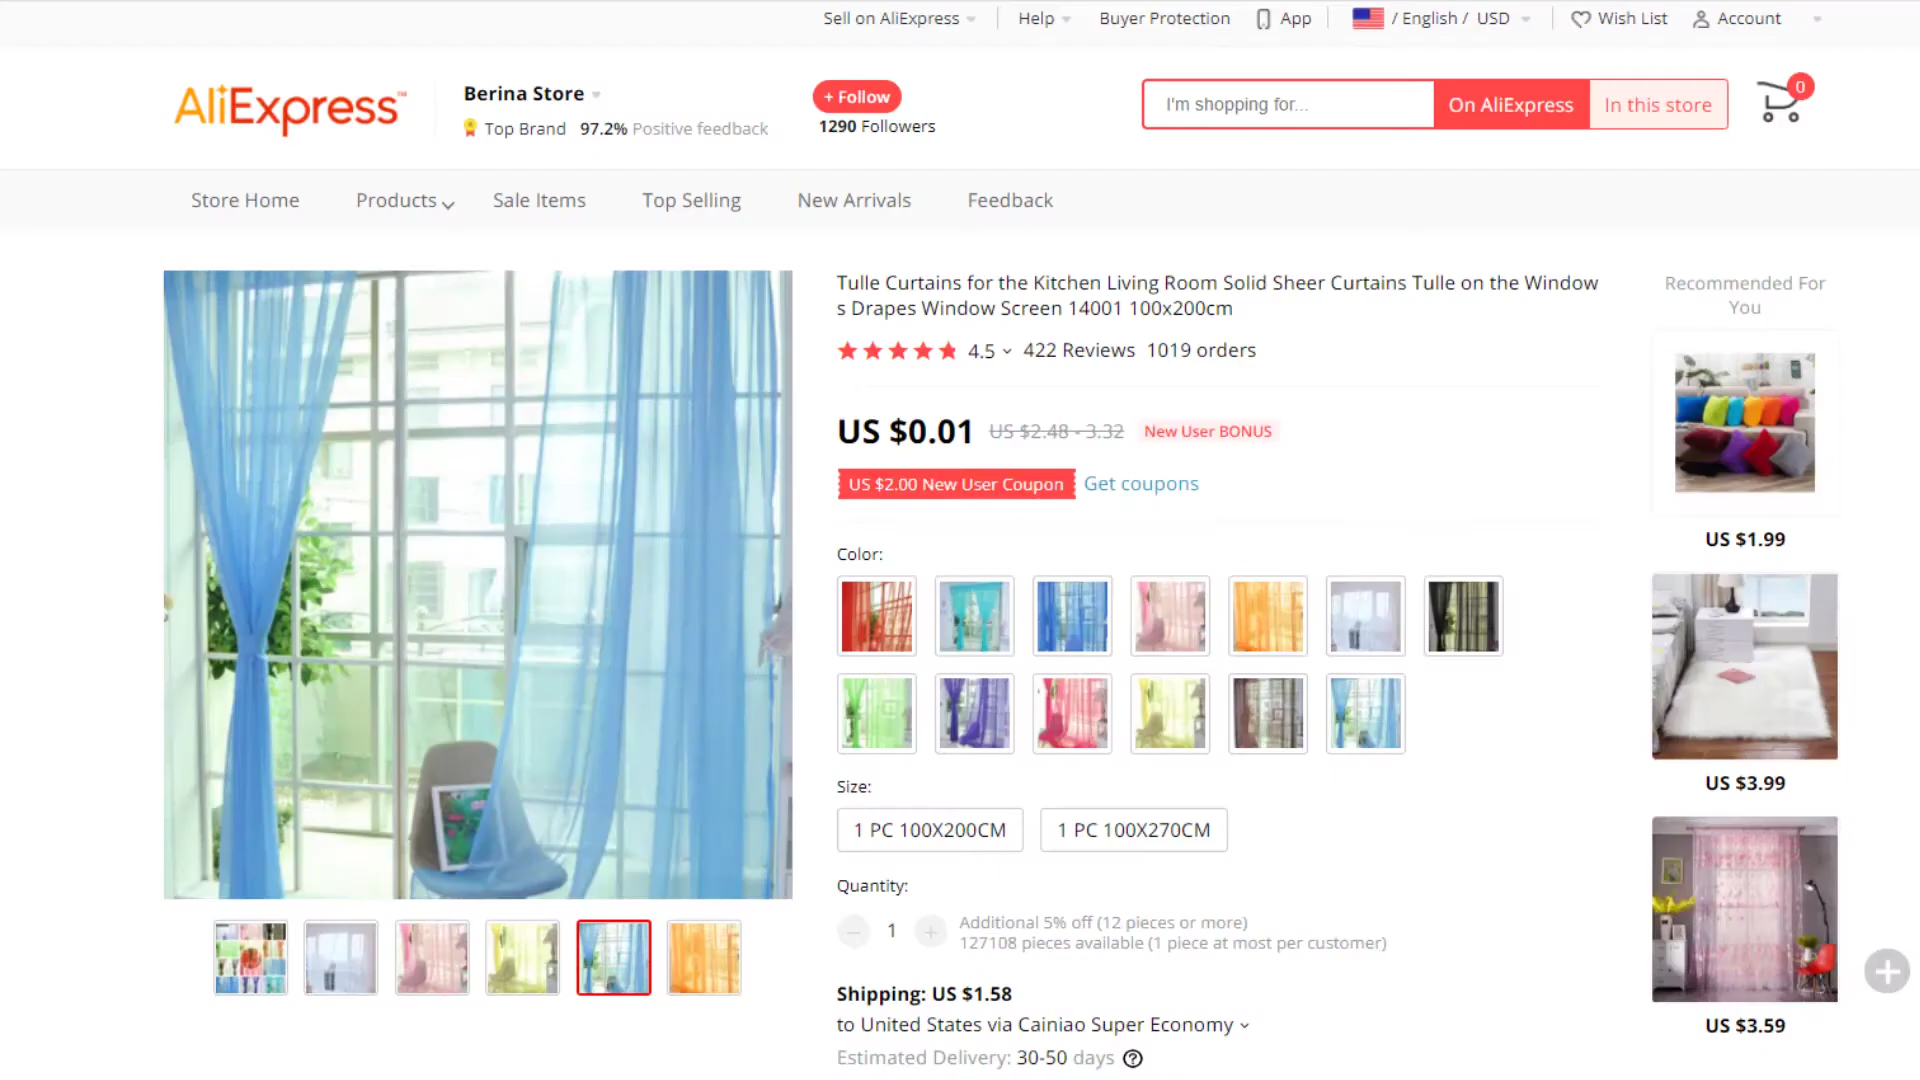 Sell on AliExpress
Help
Buyer Protection
App
/ English / USD
Wish List
Account
AliExpress™
Berina Store
Top Brand 97.2% Positive feedback
+ Follow
1290 Followers
I'm shopping for...
On AliExpress
In this store
0
Store Home
Products
Sale Items
Top Selling
New Arrivals
Feedback
Tulle Curtains for the Kitchen Living Room Solid Sheer Curtains Tulle on the Window
s Drapes Window Screen 14001 100x200cm
4.5 422 Reviews 1019 orders
US $0.01 US $2.48 - 3.32 New User BONUS
US $2.00 New User Coupon Get coupons
Color:
Size:
1 PC 100X200CM
1 PC 100X270CM
Quantity:
1
Additional 5% off (12 pieces or more)
127108 pieces available (1 piece at most per customer)
Shipping: US $1.58
to United States via Cainiao Super Economy
Estimated Delivery: 30-50 days
Recommended For
You
US $1.99
US $3.99
US $3.59